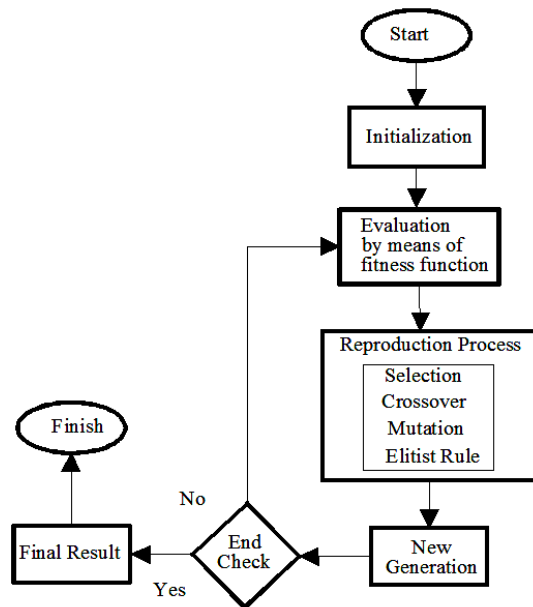 Start
Initialization
Evaluation
by means of
fitness function
Reproduction Process
Selection
Crossover
Mutation
Elitist Rule
New
Generation
End
Check
No
Yes
Final Result
Finish